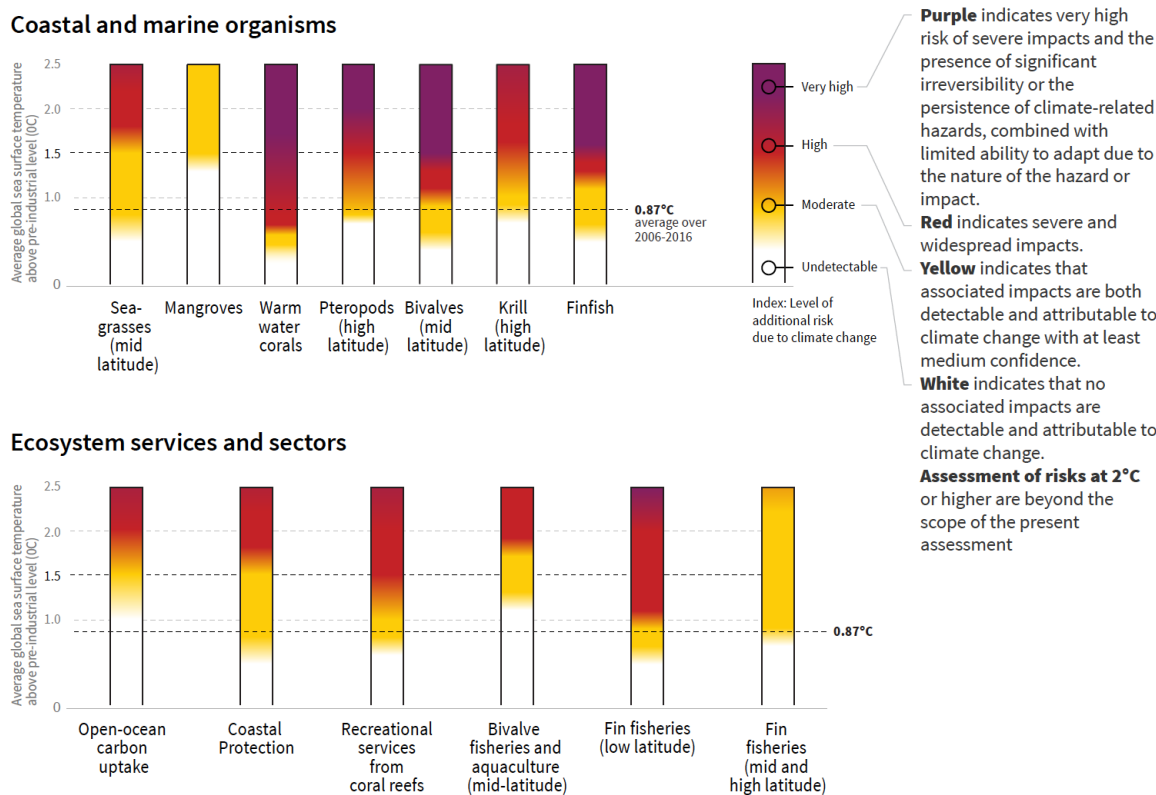 Coastal and marine organisms
Average global sea surface temperature
above pre-industrial level (0C)
2.5
2.0
1.5
1.0
0
0.87°C
average over
2006-2016
Sea-
grasses (mid
latitude)
Mangroves
Warm
water
corals
Pteropods
(high
latitude)
Bivalves
(mid
latitude)
Krill
(high
latitude)
Finfish
Very high
High
Moderate
Undetectable
Index: Level of
additional risk
due to climate change
Purple indicates very high
risk of severe impacts and the
presence of significant
irreversibility or the
persistence of climate-related
hazards, combined with
limited ability to adapt due to
the nature of the hazard or
impact.
Red indicates severe and
widespread impacts.
Yellow indicates that
associated impacts are both
detectable and attributable to
climate change with at least
medium confidence.
White indicates that no
associated impacts are
detectable and attributable to
climate change.
Assessment of risks at 2°C
or higher are beyond the
scope of the present
assessment
Ecosystem services and sectors
Average global sea surface temperature
above pre-industrial level (0C)
2.5
2.0
1.5
1.0
0
0.87°C
Open-ocean
carbon
uptake
Coastal
Protection
Recreational
services
from
coral reefs
Bivalve
fisheries and
aquaculture
(mid-latitude)
Fin fisheries
(low latitude)
Fin
fisheries
(mid and
high latitude)